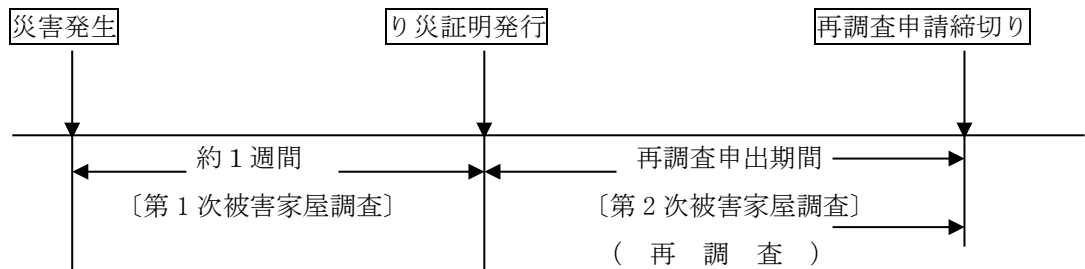 災害発生 り災証明発行 再調査申請締切り
約１週間 再調査申出期間
〔第１次被害家屋調査〕 〔第２次被害家屋調査〕
（ 再 調 査 ）